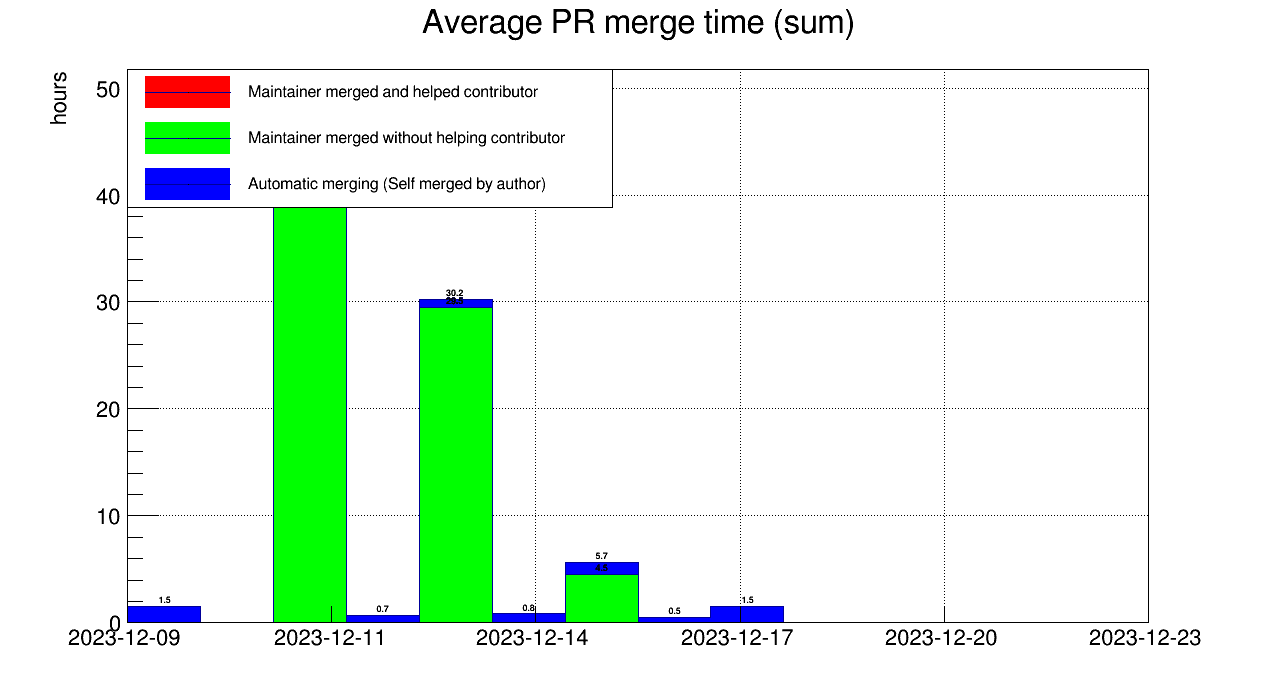 Average PR merge time (sum)
hours
50
Maintainer merged and helped contributor
Maintainer merged without helping contributor
Automatic merging (Self merged by author)
40
30
30.2
20
10
5.7
4.5
1.5
0.7
0.8
0.5
1.5
0
2023-12-09 2023-12-11 2023-12-14 2023-12-17 2023-12-20 2023-12-23